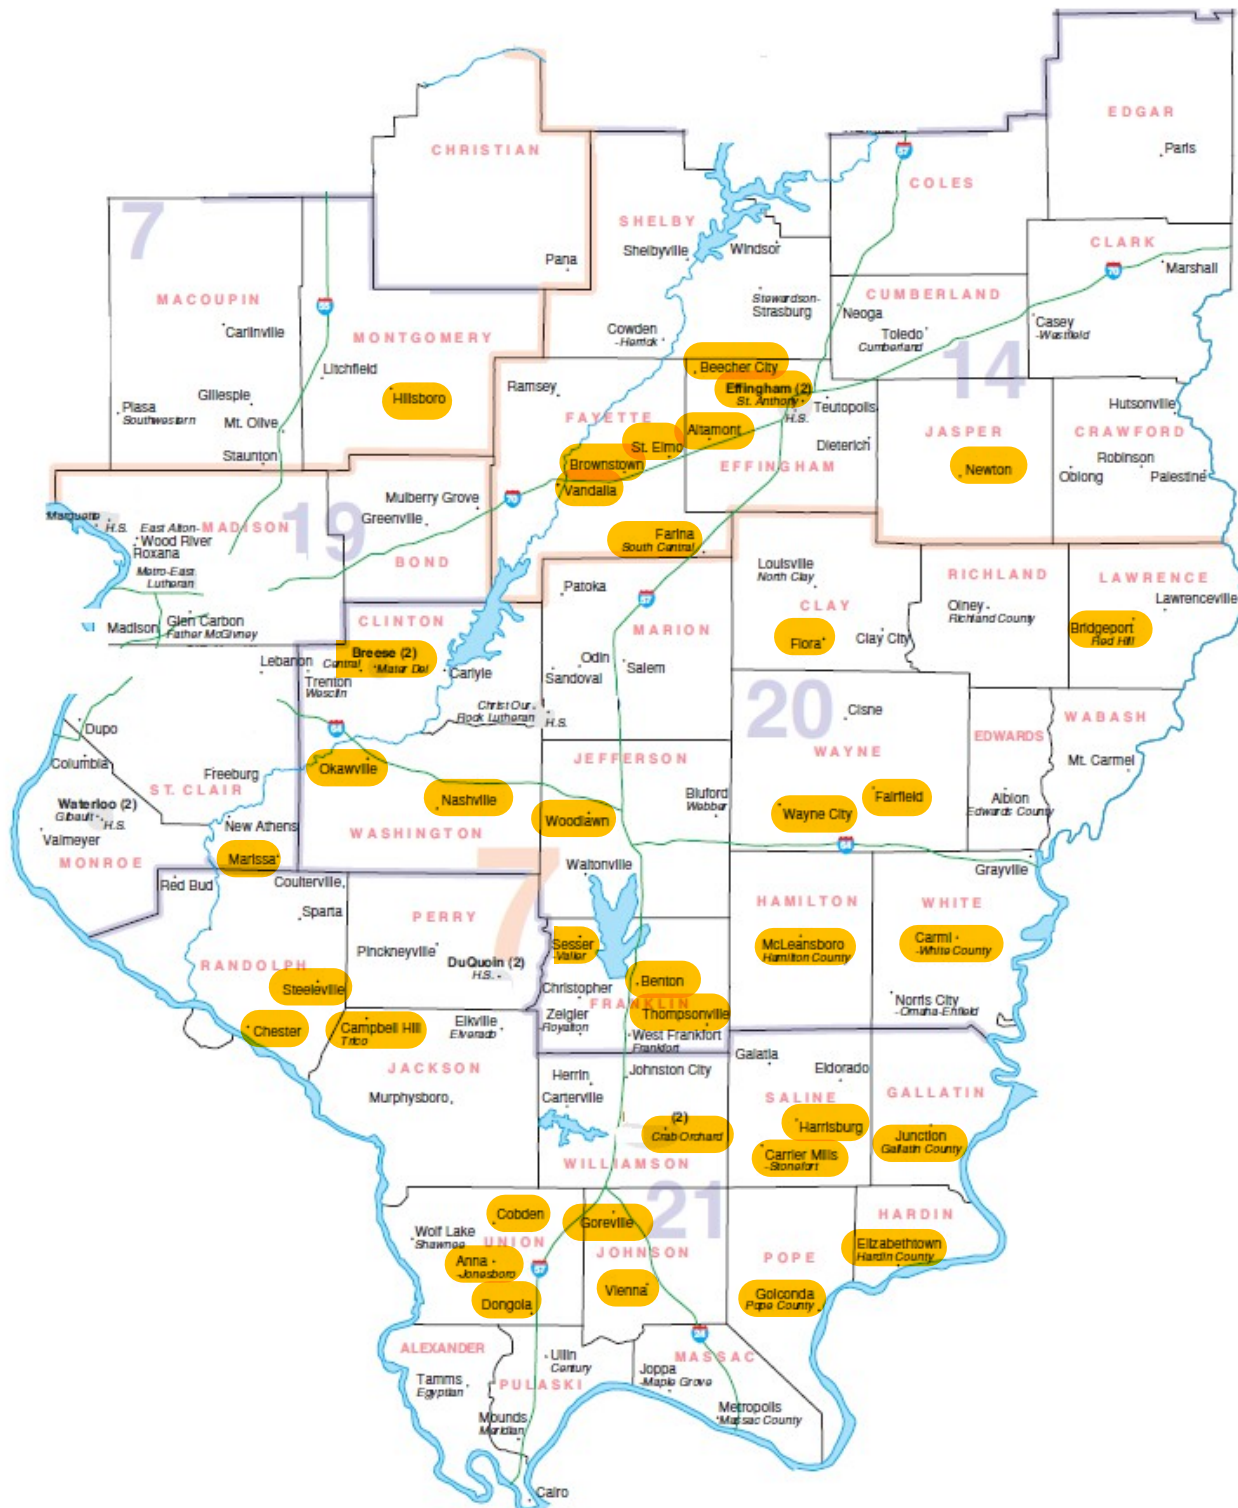 EDGAR
Paris
CHRISTIAN
57
COLES
7
SHELBY
Shelbyville
Windsor
CLARK
Marshall
Pana
70
MACOUPIN
55
CUMBERLAND
Stewardson-
Strasburg
Neoga
Toledo
Cumberland
Casey
-Westfield
Carlinville
MONTGOMERY
Cowden
-Herrick
14
Litchfield
Beecher City
Ramsey
Effingham (2)
St. Anthony
H.S.
Teutopolis
Hillsboro
Gillespie
Piasa
Southwestern
Mt. Olive
FAYETTE
Altamont
Dieterich
JASPER
Hutsonville
CRAWFORD
St. Elmo
Staunton
Brownstown
EFFINGHAM
Newton
Robinson
Oblong
Palestine
Vandalia
70
Mulberry Grove
Greenville
Marquette
H.S.
East Alton-
Wood River
MADISON
19
Roxana
Farina
South Central
BOND
Metro-East
Lutheran
Louisville
North Clay
RICHLAND
LAWRENCE
Patoka
57
CLAY
Olney
Richland County
Lawrenceville
Madison
Glen Carbon
Father McGivney
CLINTON
MARION
Flora
Clay City
Bridgeport
Red Hill
Breese (2)
Central
Mater Dei
Lebanon
Trenton
Wesclin
Carlyle
Odin
Sandoval
Salem
Christ Our
Rock Lutheran
H.S.
20
Cisne
WABASH
Dupo
64
EDWARDS
WAYNE
Columbia
Okawville
JEFFERSON
Mt. Carmel
Freeburg
ST. CLAIR
Nashville
Bluford
Webber
Fairfield
Albion
Edwards County
Waterloo (2)
Gibault
H.S.
Wayne City
Woodlawn
New Athens
WASHINGTON
Valmeyer
MONROE
Marissa
64
Waltonville
Grayville
Red Bud
Coulterville
7
Sparta
PERRY
HAMILTON
WHITE
Pinckneyville
Sesser
-Valier
McLeansboro
Hamilton County
Carmi
-White County
RANDOLPH
DuQuoin (2)
H.S.
Benton
Steeleville
Christopher
FRANKLIN
Norris City
-Omaha-Enfield
Chester
Campbell Hill
Trico
Elkville
Elverado
Zeigler
-Royalton
Thompsonville
West Frankfort
Frankfort
JACKSON
Galatia
Herrin
Johnston City
Eldorado
Murphysboro
Carterville
SALINE
GALLATIN
(2)
Crab Orchard
Harrisburg
Junction
Gallatin County
WILLIAMSON
Carrier Mills
-Stonefort
21
Cobden
Goreville
HARDIN
Wolf Lake
Shawnee
UNION
JOHNSON
POPE
Elizabethtown
Hardin County
Anna
-Jonesboro
57
Vienna
Golconda
Pope County
Dongola
24
ALEXANDER
Ullin
Century
MASSAC
Tamms
Egyptian
PULASKI
Joppa
-Maple Grove
Mounds
Meridian
Metropolis
Massac County
Cairo